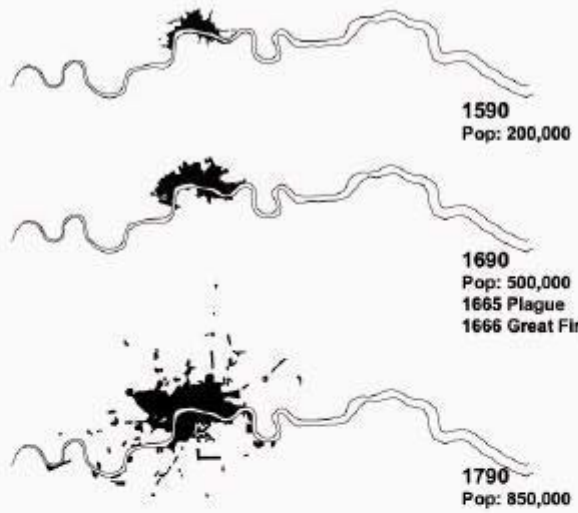 1590
Pop: 200,000
1690
Pop: 500,000
1665 Plague
1666 Great Fir
1790
Pop: 850,000